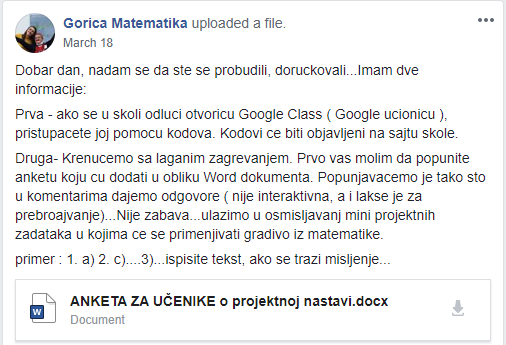 Gorica Matematika uploaded a file.
March 18
Dobar dan, nadam se da ste se probudili, doruckovali...Imam dve
informacije:
Prva - ako se u skoli odluci otvoricu Google Class ( Google ucionicu ),
pristupacete joj pomocu kodova. Kodovi ce biti objavljeni na sajtu skole.
Druga- Krenucemo sa laganim zagrevanjem. Prvo vas molim da popunite
anketu koju cu dodati u obliku Word dokumenta. Popunjavacemo je tako sto
u komentarima dajemo odgovore ( nije interaktivna, a i lakse je za
prebroajvanje)...Nije zabava...ulazimo u osmisljavanj mini projektnih
zadataka u kojima ce se primenjivati gradivo iz matematike.
primer : 1. a) 2. c)....3)...ispisite tekst, ako se trazi misljenje...
W
ANKETA ZA UČENIKE o projektnoj nastavi.docx
Document